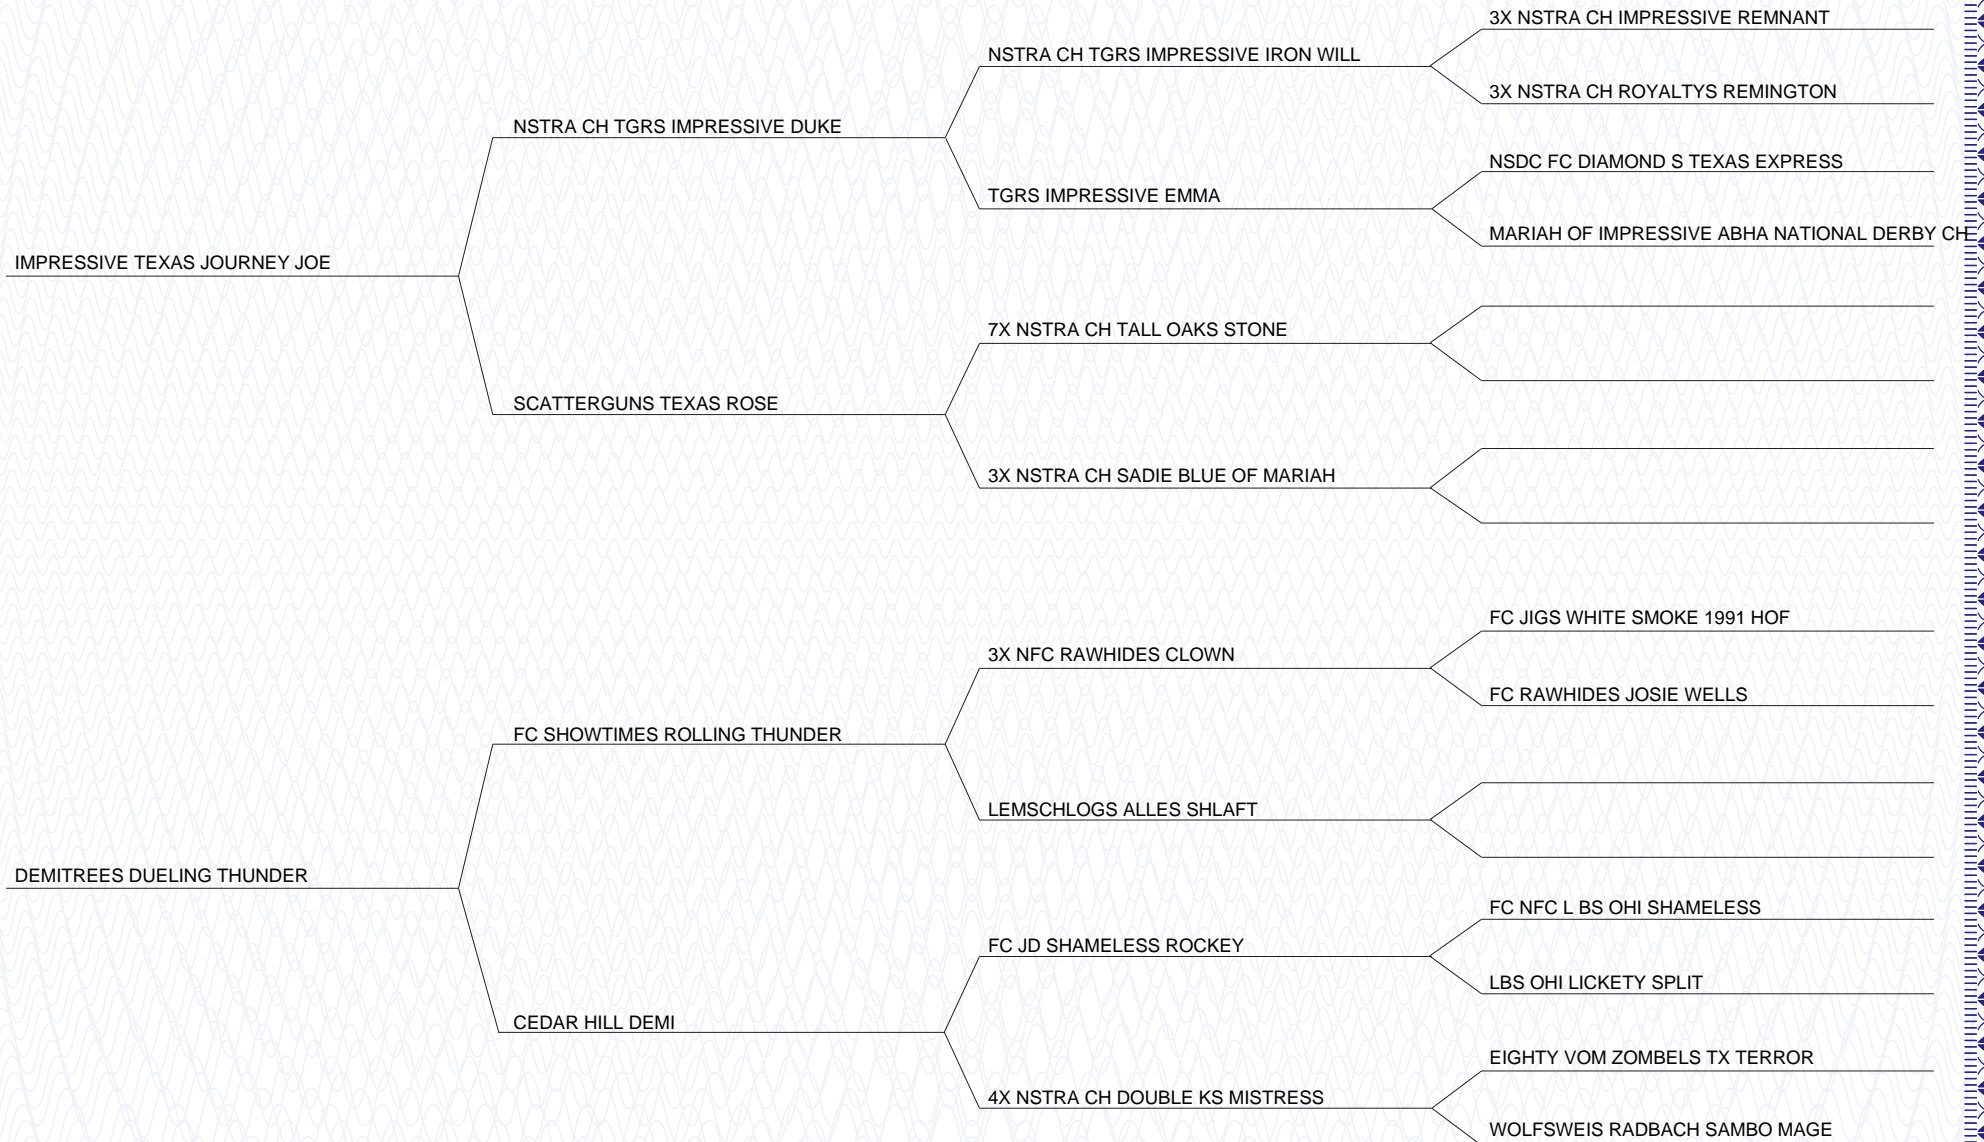 3X NSTRA CH IMPRESSIVE REMNANT
NSTRA CH TGRS IMPRESSIVE IRON WILL
3X NSTRA CH ROYALTYS REMINGTON
NSTRA CH TGRS IMPRESSIVE DUKE
NSDC FC DIAMOND S TEXAS EXPRESS
TGRS IMPRESSIVE EMMA
MARIAH OF IMPRESSIVE ABHA NATIONAL DERBY CH
IMPRESSIVE TEXAS JOURNEY JOE
7X NSTRA CH TALL OAKS STONE
SCATTERGUNS TEXAS ROSE
3X NSTRA CH SADIE BLUE OF MARIAH
FC JIGS WHITE SMOKE 1991 HOF
3X NFC RAWHIDES CLOWN
FC RAWHIDES JOSIE WELLS
FC SHOWTIMES ROLLING THUNDER
LEMSCHLOGS ALLES SHLAFT
DEMITREES DUELING THUNDER
FC NFC L BS OHI SHAMELESS
FC JD SHAMELESS ROCKEY
LBS OHI LICKETY SPLIT
CEDAR HILL DEMI
EIGHTY VOM ZOMBELS TX TERROR
4X NSTRA CH DOUBLE KS MISTRESS
WOLFSWEIS RADBACH SAMBO MAGE